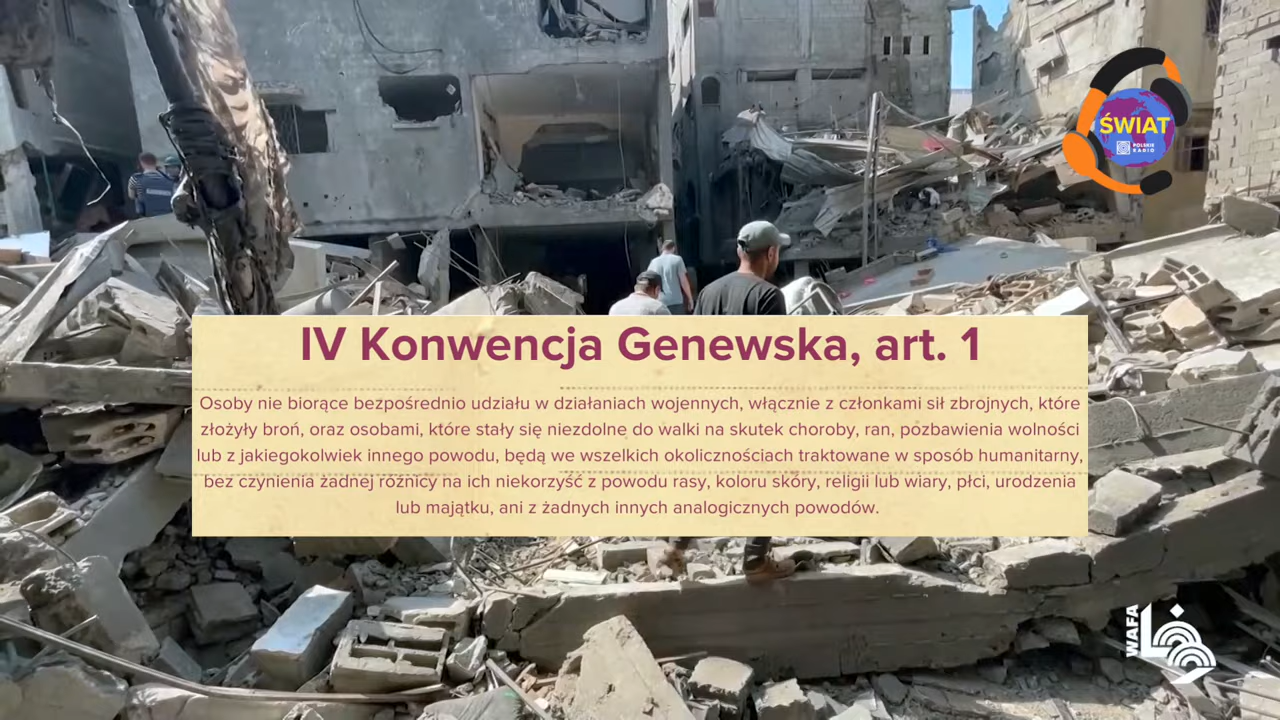 ŚWIAT
POLSKIE
RADIO
IV Konwencja Genewska, art. 1
Osoby nie biorące bezpośrednio udziału w działaniach wojennych, włącznie z członkami sił zbrojnych, które
złożyły broń, oraz osobami, które stały się niezdolne do walki na skutek choroby, ran, pozbawienia wolności
lub z jakiegokolwiek innego powodu, będą we wszelkich okolicznościach traktowane w sposób humanitarny,
bez czynienia żadnej różnicy na ich niekorzyść z powodu rasy, koloru skóry, religii lub wiary, płci, urodzenia
lub majątku, ani z żadnych innych analogicznych powodów.
WAFA
وفا